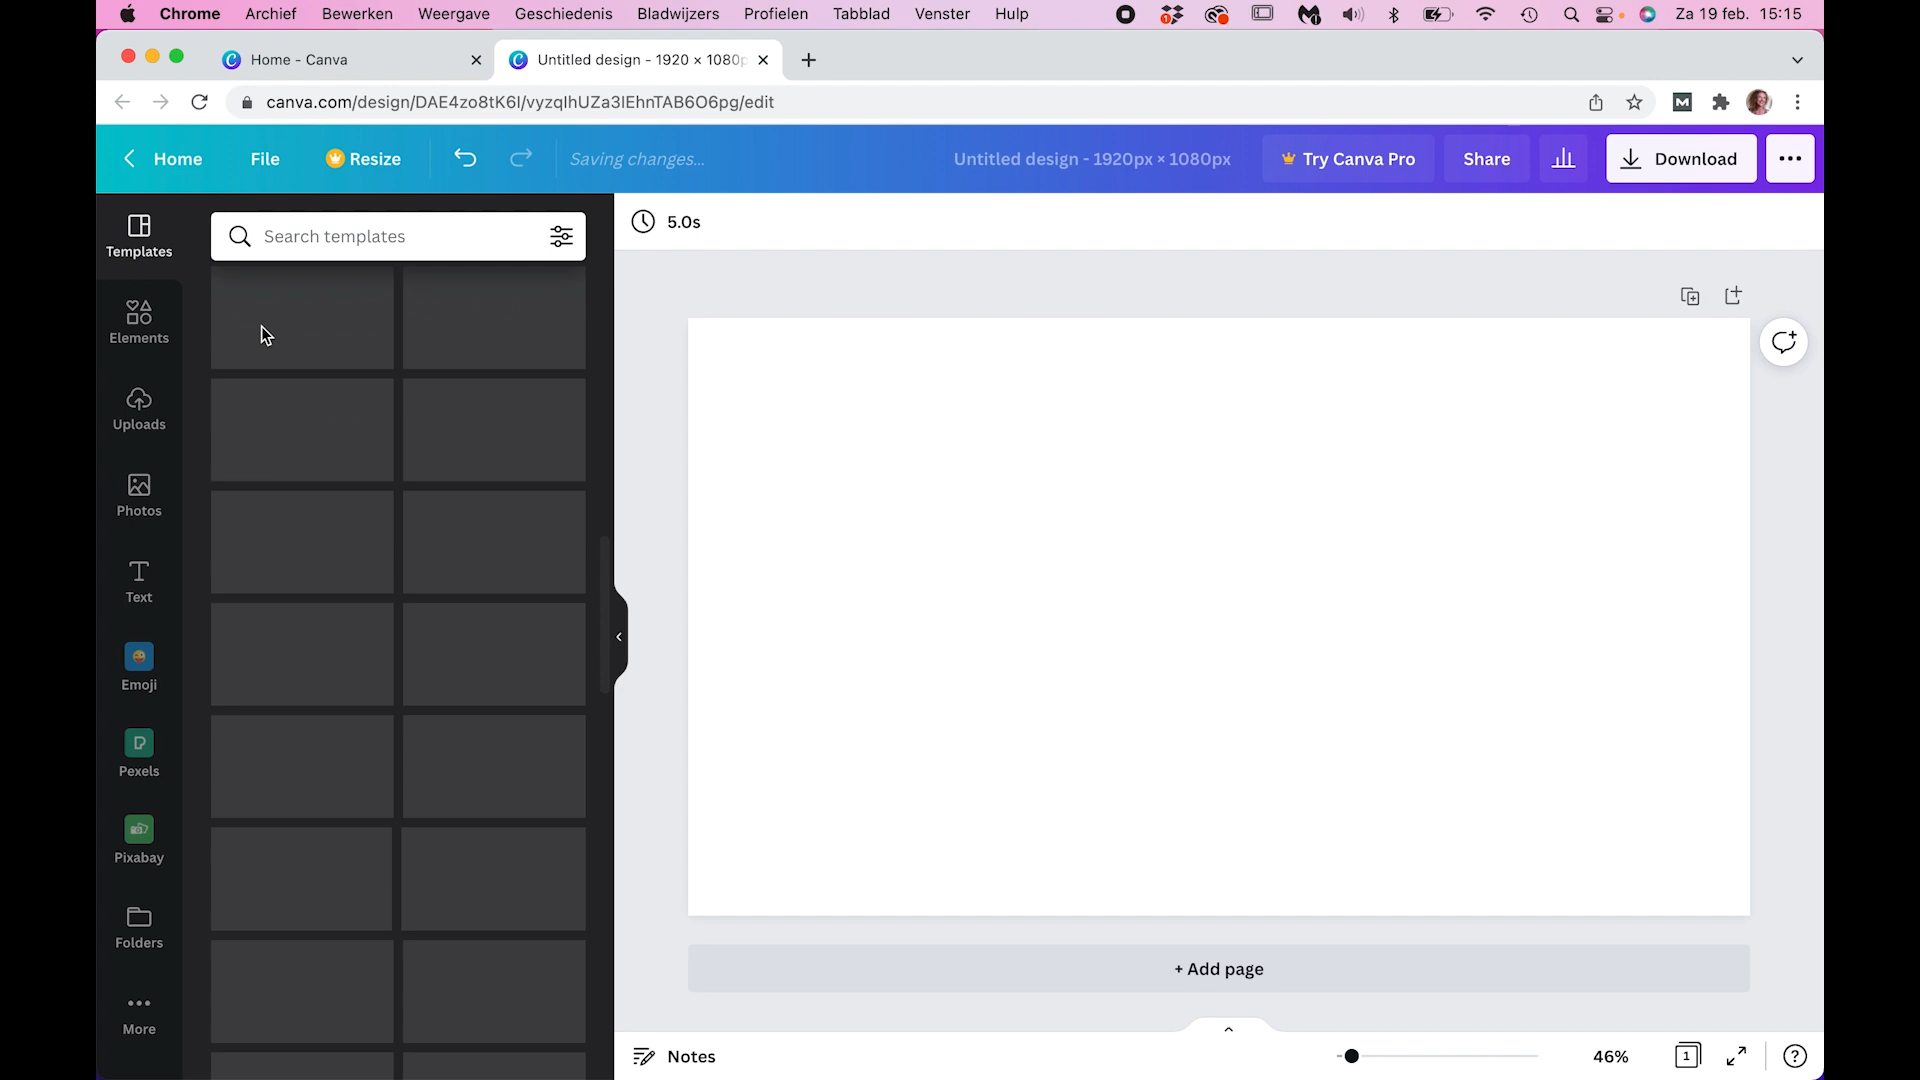 Chrome Archief Bewerken Weergave Geschiedenis Bladwijzers Profielen Tabblad Venster Hulp Za 19 feb. 15:15
Home - Canva Untitled design - 1920 × 1080p
canva.com/design/DAE4zo8tK6I/vyzqIhUZa3IEhnTAB6O6pg/edit
Home File Resize Saving changes... Untitled design - 1920px × 1080px Try Canva Pro Share Download
Templates
Search templates
5.0s
Elements
Uploads
Photos
Text
Emoji
Pexels
Pixabay
Folders
More
+ Add page
Notes
46%
1